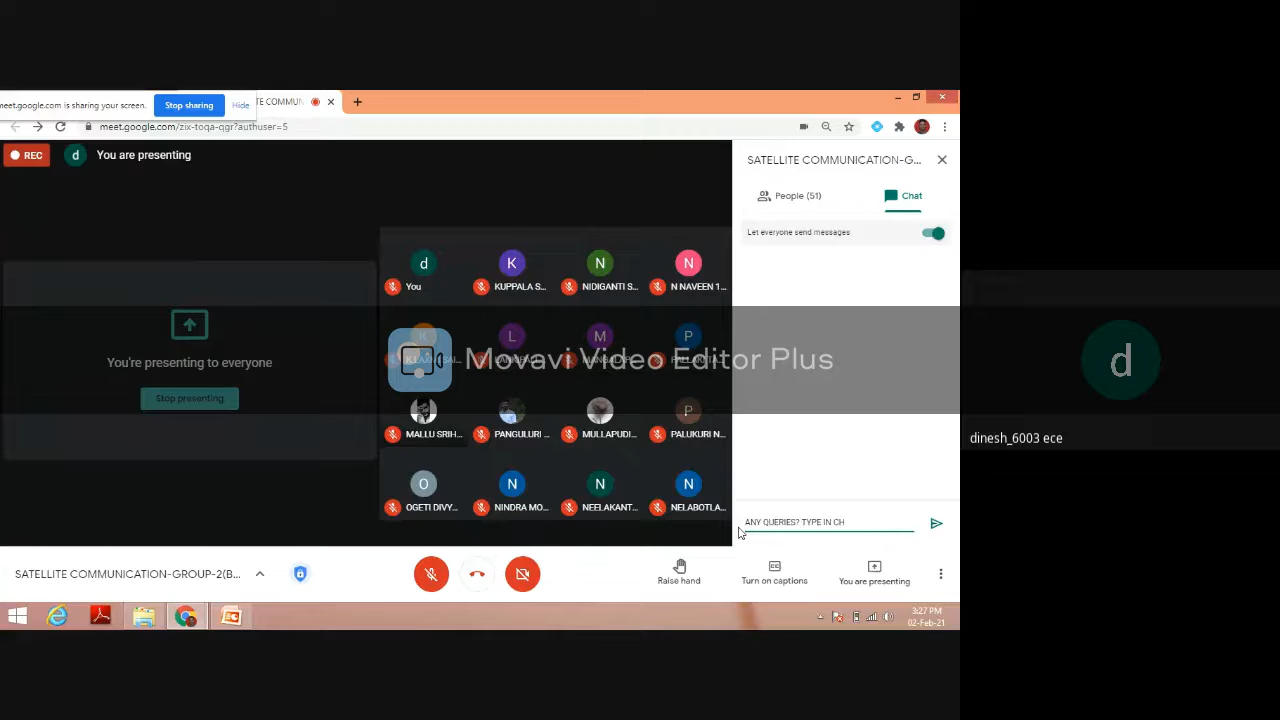 meet.google.com is sharing your screen. Stop sharing Hide
TE COMMUN
meet.google.com/zix-toqa-qgr?authuser=5
REC d You are presenting
SATELLITE COMMUNICATION-G...
People (51) Chat
Let everyone send messages
d K N N
You KUPPALA S... NIDIGANTI S... N NAVEEN 1...
L M P
You're presenting to everyone
Stop presenting
Movavi Video Editor Plus
d
P
MALLU SRIH... PANGULURI ... MULLAPUDI... PALUKURI N...
dinesh_6003 ece
O N N N
OGETI DIVY... NINDRA MO... NEELAKANT... NELABOTLA...
ANY QUERIES? TYPE IN CH
SATELLITE COMMUNICATION-GROUP-2(B...
Raise hand Turn on captions You are presenting
3:27 PM
02-Feb-21